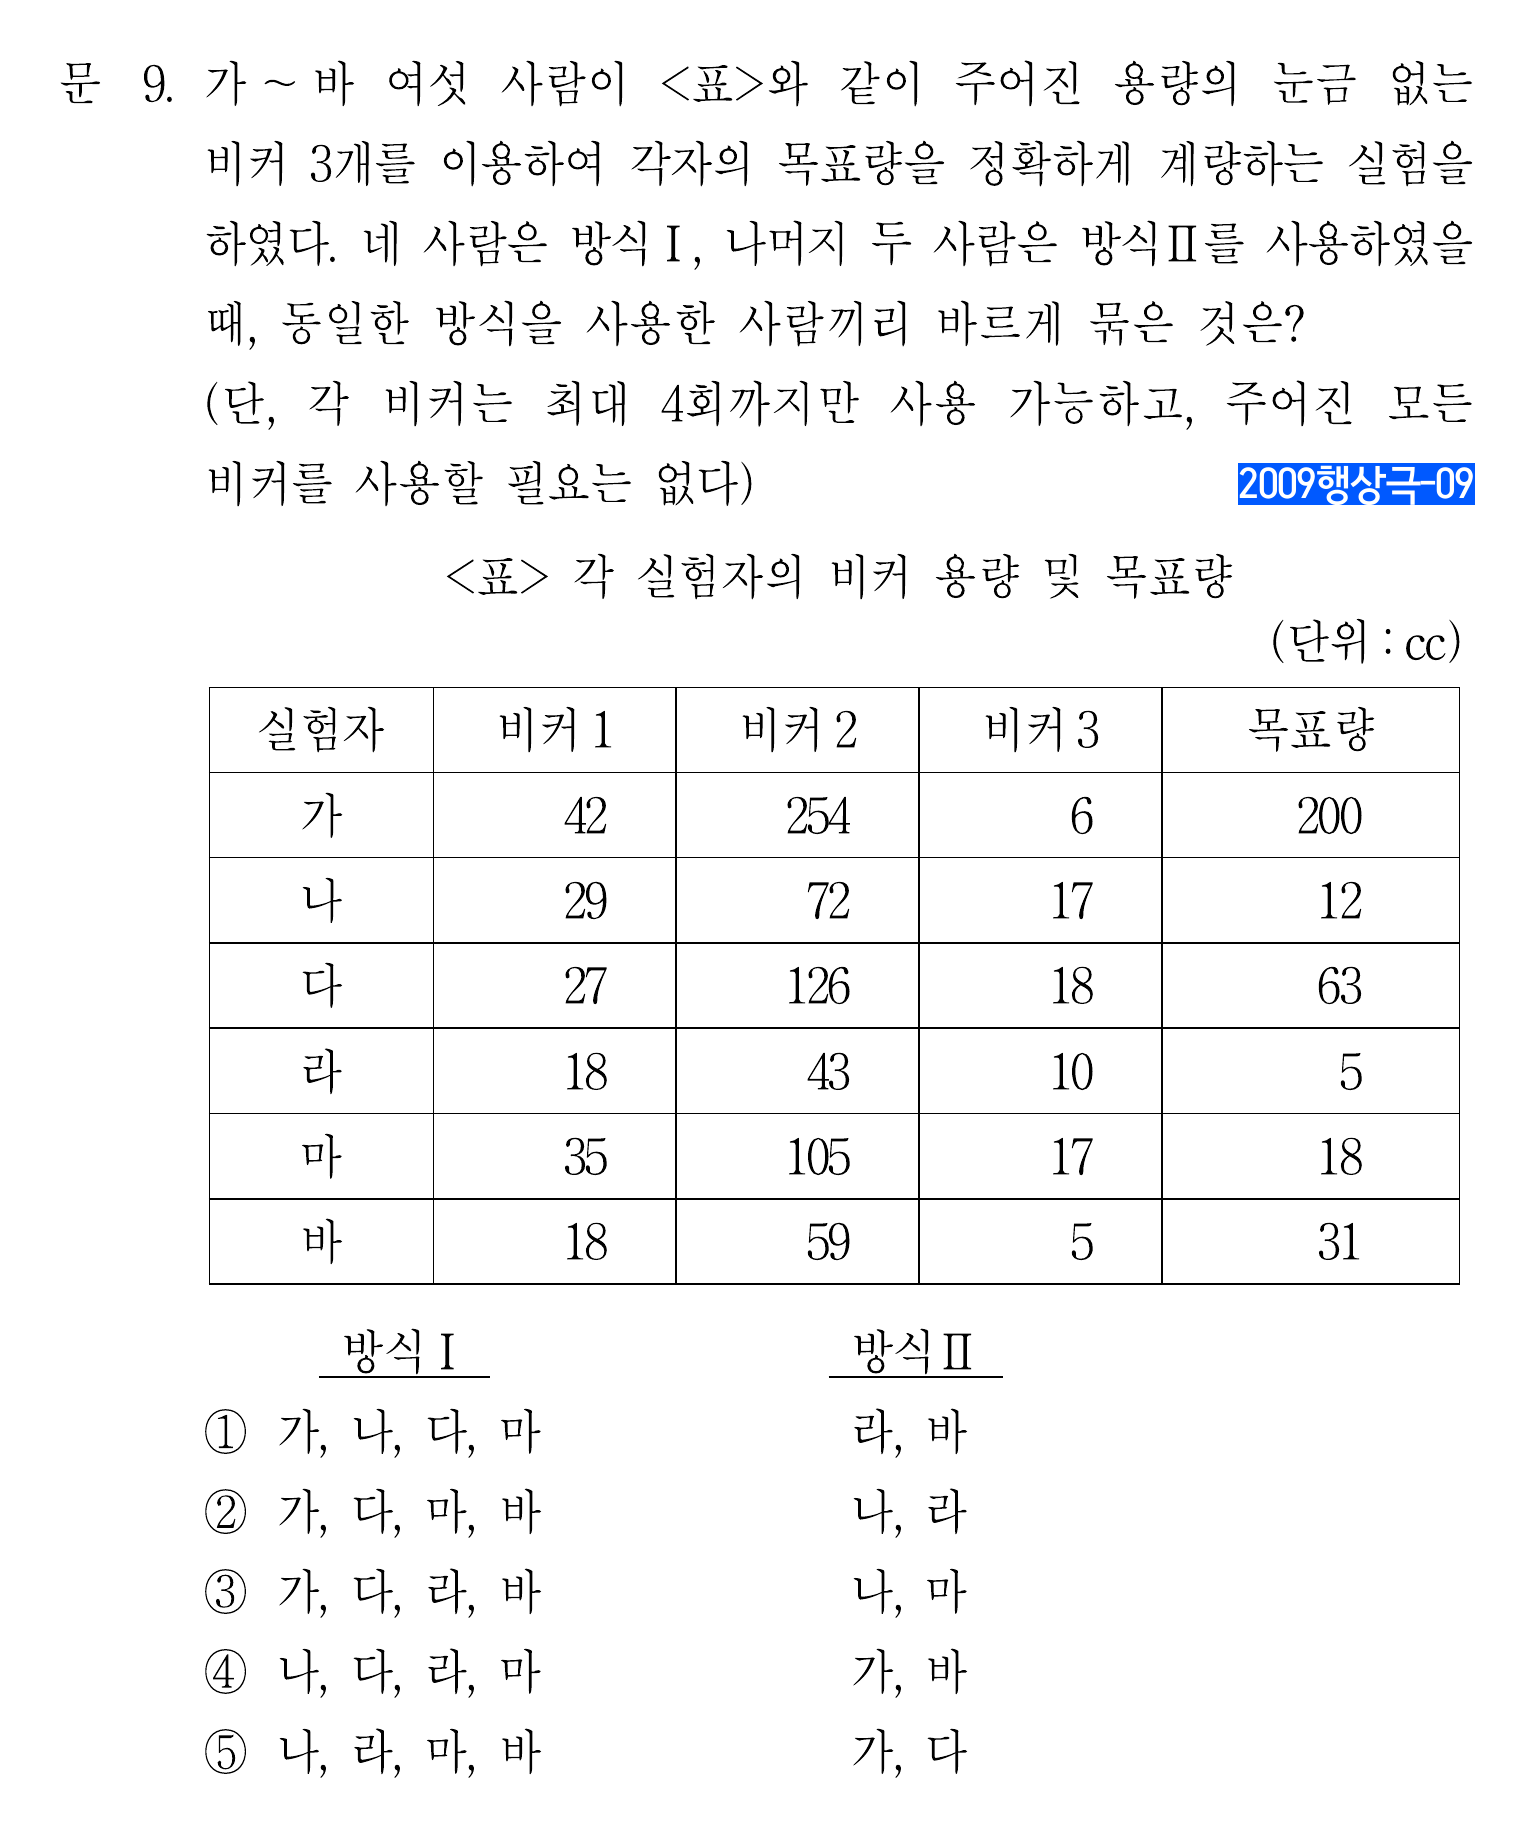 문 9. 가 ~ 바 여섯 사람이 <표>와 같이 주어진 용량의 눈금 없는
비커 3개를 이용하여 각자의 목표량을 정확하게 계량하는 실험을
하였다. 네 사람은 방식Ⅰ, 나머지 두 사람은 방식Ⅱ를 사용하였을
때, 동일한 방식을 사용한 사람끼리 바르게 묶은 것은?
(단, 각 비커는 최대 4회까지만 사용 가능하고, 주어진 모든
비커를 사용할 필요는 없다) 2009행상극-09
<표> 각 실험자의 비커 용량 및 목표량
(단위 : cc)
실험자 비커 1 비커 2 비커 3 목표량
가 42 254 6 200
나 29 72 17 12
다 27 126 18 63
라 18 43 10 5
마 35 105 17 18
바 18 59 5 31
방식Ⅰ 방식Ⅱ
① 가, 나, 다, 마 라, 바
② 가, 다, 마, 바 나, 라
③ 가, 다, 라, 바 나, 마
④ 나, 다, 라, 마 가, 바
⑤ 나, 라, 마, 바 가, 다